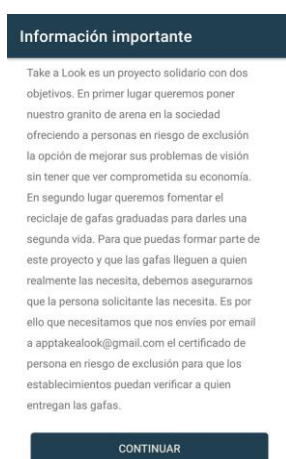 Información importante
Take a Look es un proyecto solidario con dos
objetivos. En primer lugar queremos poner
nuestro granito de arena en la sociedad
ofreciendo a personas en riesgo de exclusión
la opción de mejorar sus problemas de visión
sin tener que ver comprometida su economía.
En segundo lugar queremos fomentar el
reciclaje de gafas graduadas para darles una
segunda vida. Para que puedas formar parte de
este proyecto y que las gafas lleguen a quien
realmente las necesita, debemos asegurarnos
que la persona solicitante las necesita. Es por
ello que necesitamos que nos envíes por email
a apptakealook@gmail.com el certificado de
persona en riesgo de exclusión para que los
establecimientos puedan verificar a quien
entregan las gafas.
CONTINUAR